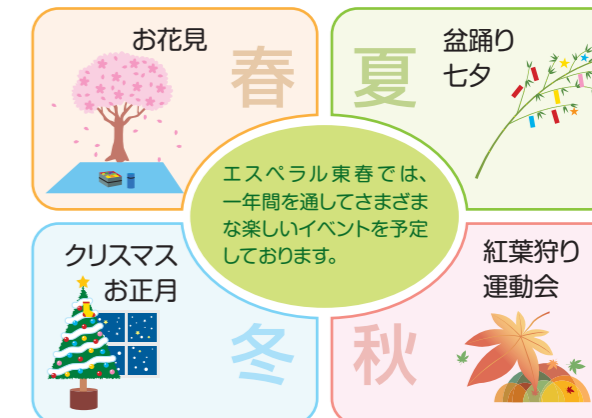 お花見
春
夏
盆踊り
七夕
エスペラル東春では、
一年間を通してさまざま
な楽しいイベントを予定
しております。
クリスマス
お正月
冬
秋
紅葉狩り
運動会